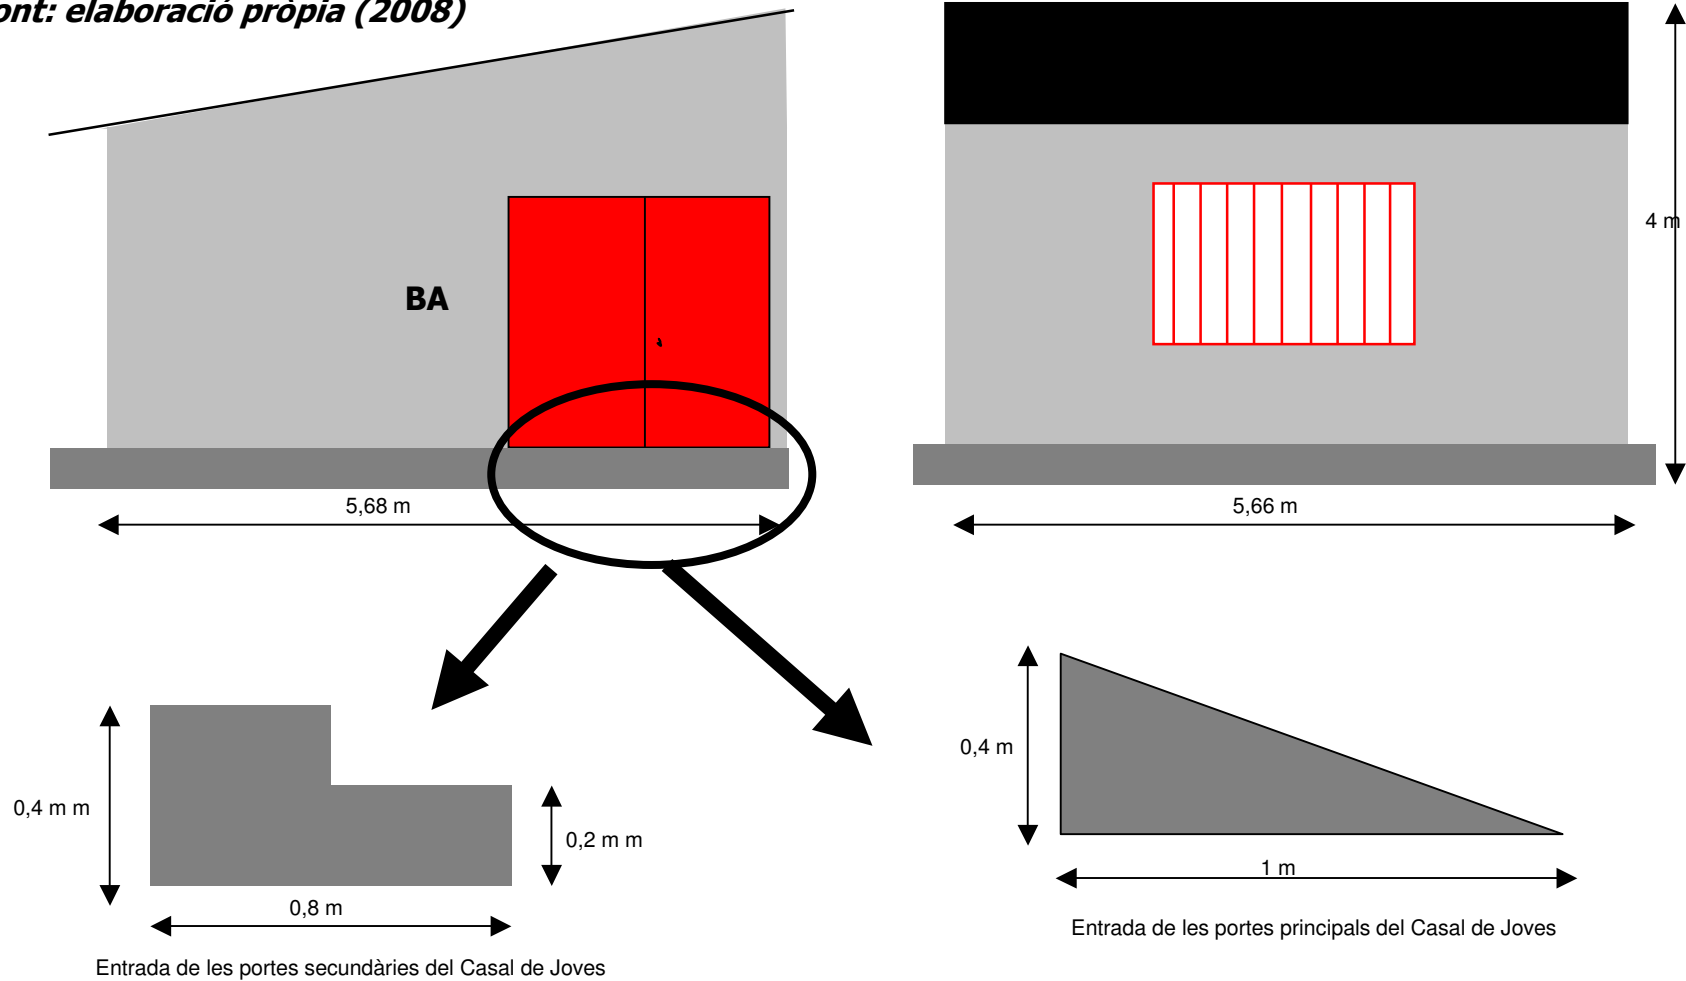 ont: elaboració pròpia (2008)
BA
4 m
5,68 m
5,66 m
0,4 m m
0,2 m m
0,8 m
0,4 m
1 m
Entrada de les portes principals del Casal de Joves
Entrada de les portes secundàries del Casal de Joves